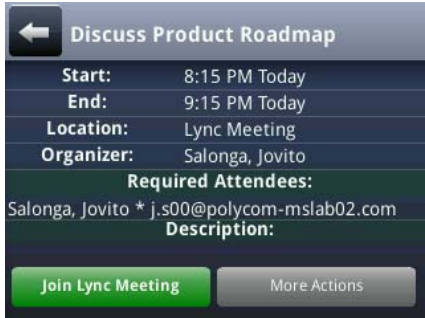 Discuss Product Roadmap
Start: 8:15 PM Today
End: 9:15 PM Today
Location: Lync Meeting
Organizer: Salonga, Jovito
Required Attendees:
Salonga, Jovito * j.s00@polycom-mslab02.com
Description:
Join Lync Meeting More Actions